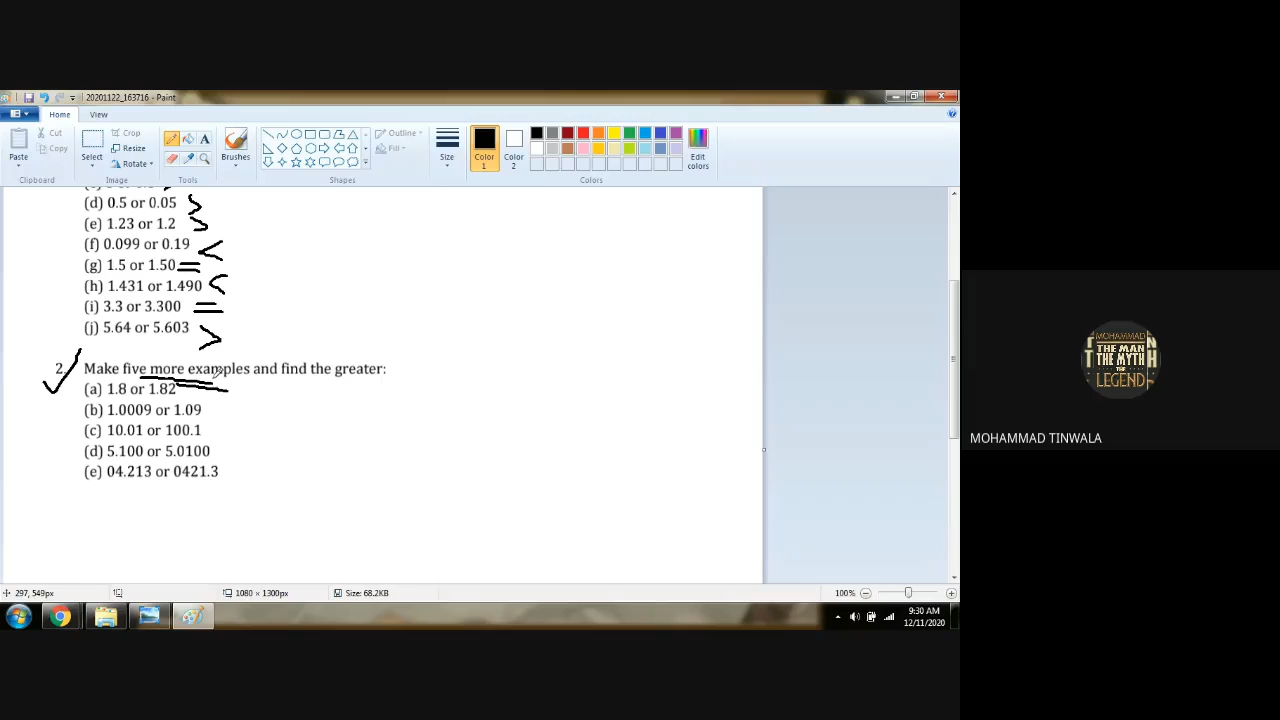 20201122_163716 - Paint
Home View
Paste
Cut
Copy
Clipboard
Select
Crop
Resize
Rotate
Image
A
Tools
Brushes
Outline
Fill
Shapes
Size
Color 1
Color 2
Edit colors
Colors
(d) 0.5 or 0.05 >
(e) 1.23 or 1.2 >
(f) 0.099 or 0.19 <
(g) 1.5 or 1.50 =
(h) 1.431 or 1.490 <
(i) 3.3 or 3.300 =
(j) 5.64 or 5.603 >
2. Make five more examples and find the greater:
(a) 1.8 or 1.82
(b) 1.0009 or 1.09
(c) 10.01 or 100.1
(d) 5.100 or 5.0100
(e) 04.213 or 0421.3
297, 549px
1080 × 1300px
Size: 68.2KB
100%
9:30 AM
12/11/2020
MOHAMMAD
THE MAN
THE MYTH
THE
LEGEND
MOHAMMAD TINWALA